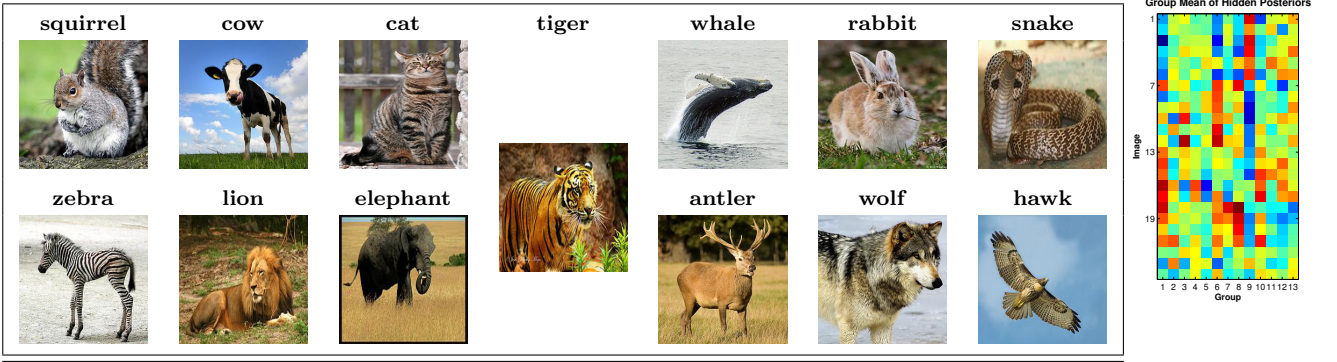 squirrel cow cat tiger whale rabbit snake
zebra lion elephant antler wolf hawk
Group Mean of Hidden Posteriors
1
7
13
19
Image
1 2 3 4 5 6 7 8 9 10 11 12 13
Group